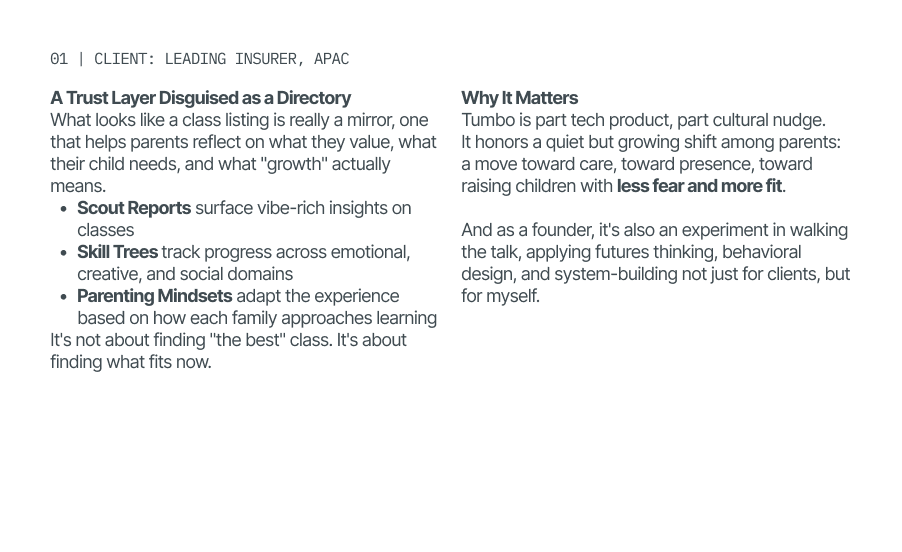 01 | CLIENT: LEADING INSURER, APAC
A Trust Layer Disguised as a Directory
What looks like a class listing is really a mirror, one
that helps parents reflect on what they value, what
their child needs, and what "growth" actually
means.
• Scout Reports surface vibe-rich insights on
classes
• Skill Trees track progress across emotional,
creative, and social domains
• Parenting Mindsets adapt the experience
based on how each family approaches learning
It's not about finding "the best" class. It's about
finding what fits now.
Why It Matters
Tumbo is part tech product, part cultural nudge.
It honors a quiet but growing shift among parents:
a move toward care, toward presence, toward
raising children with less fear and more fit.
And as a founder, it's also an experiment in walking
the talk, applying futures thinking, behavioral
design, and system-building not just for clients, but
for myself.